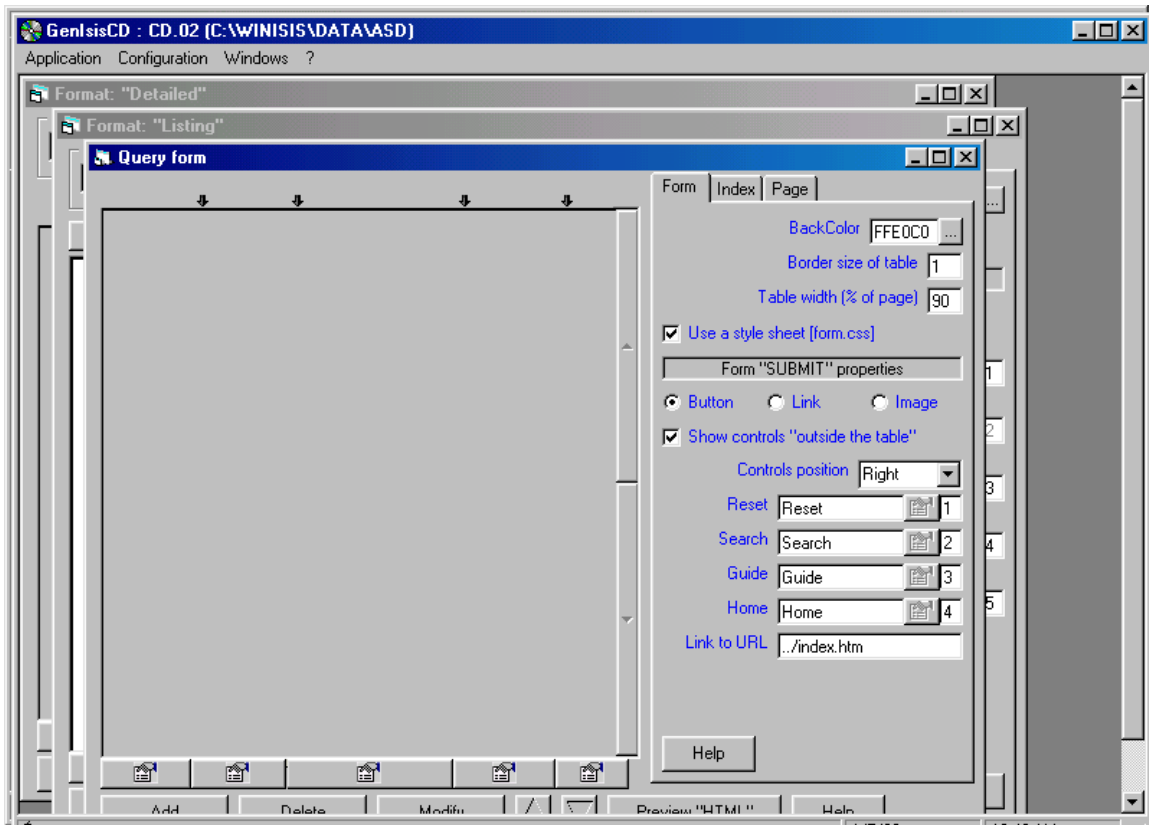 GenIsisCD : CD.02 (C:\WINISIS\DATA\ASD)
Application Configuration Windows ?
Format: "Detailed"
Format: "Listing"
Query form
Form Index Page
...
BackColor FFE0C0 ...
Border size of table 1
Table width (% of page) 90
Use a style sheet [form.css]
Form "SUBMIT" properties
1
Button Link Image
Show controls "outside the table"
2
Controls position Right
3
Reset Reset 1
Search Search 2
4
Guide Guide 3
Home Home 4
5
Link to URL ../index.htm
Help
Add Delete Modify Preview "HTML" Help